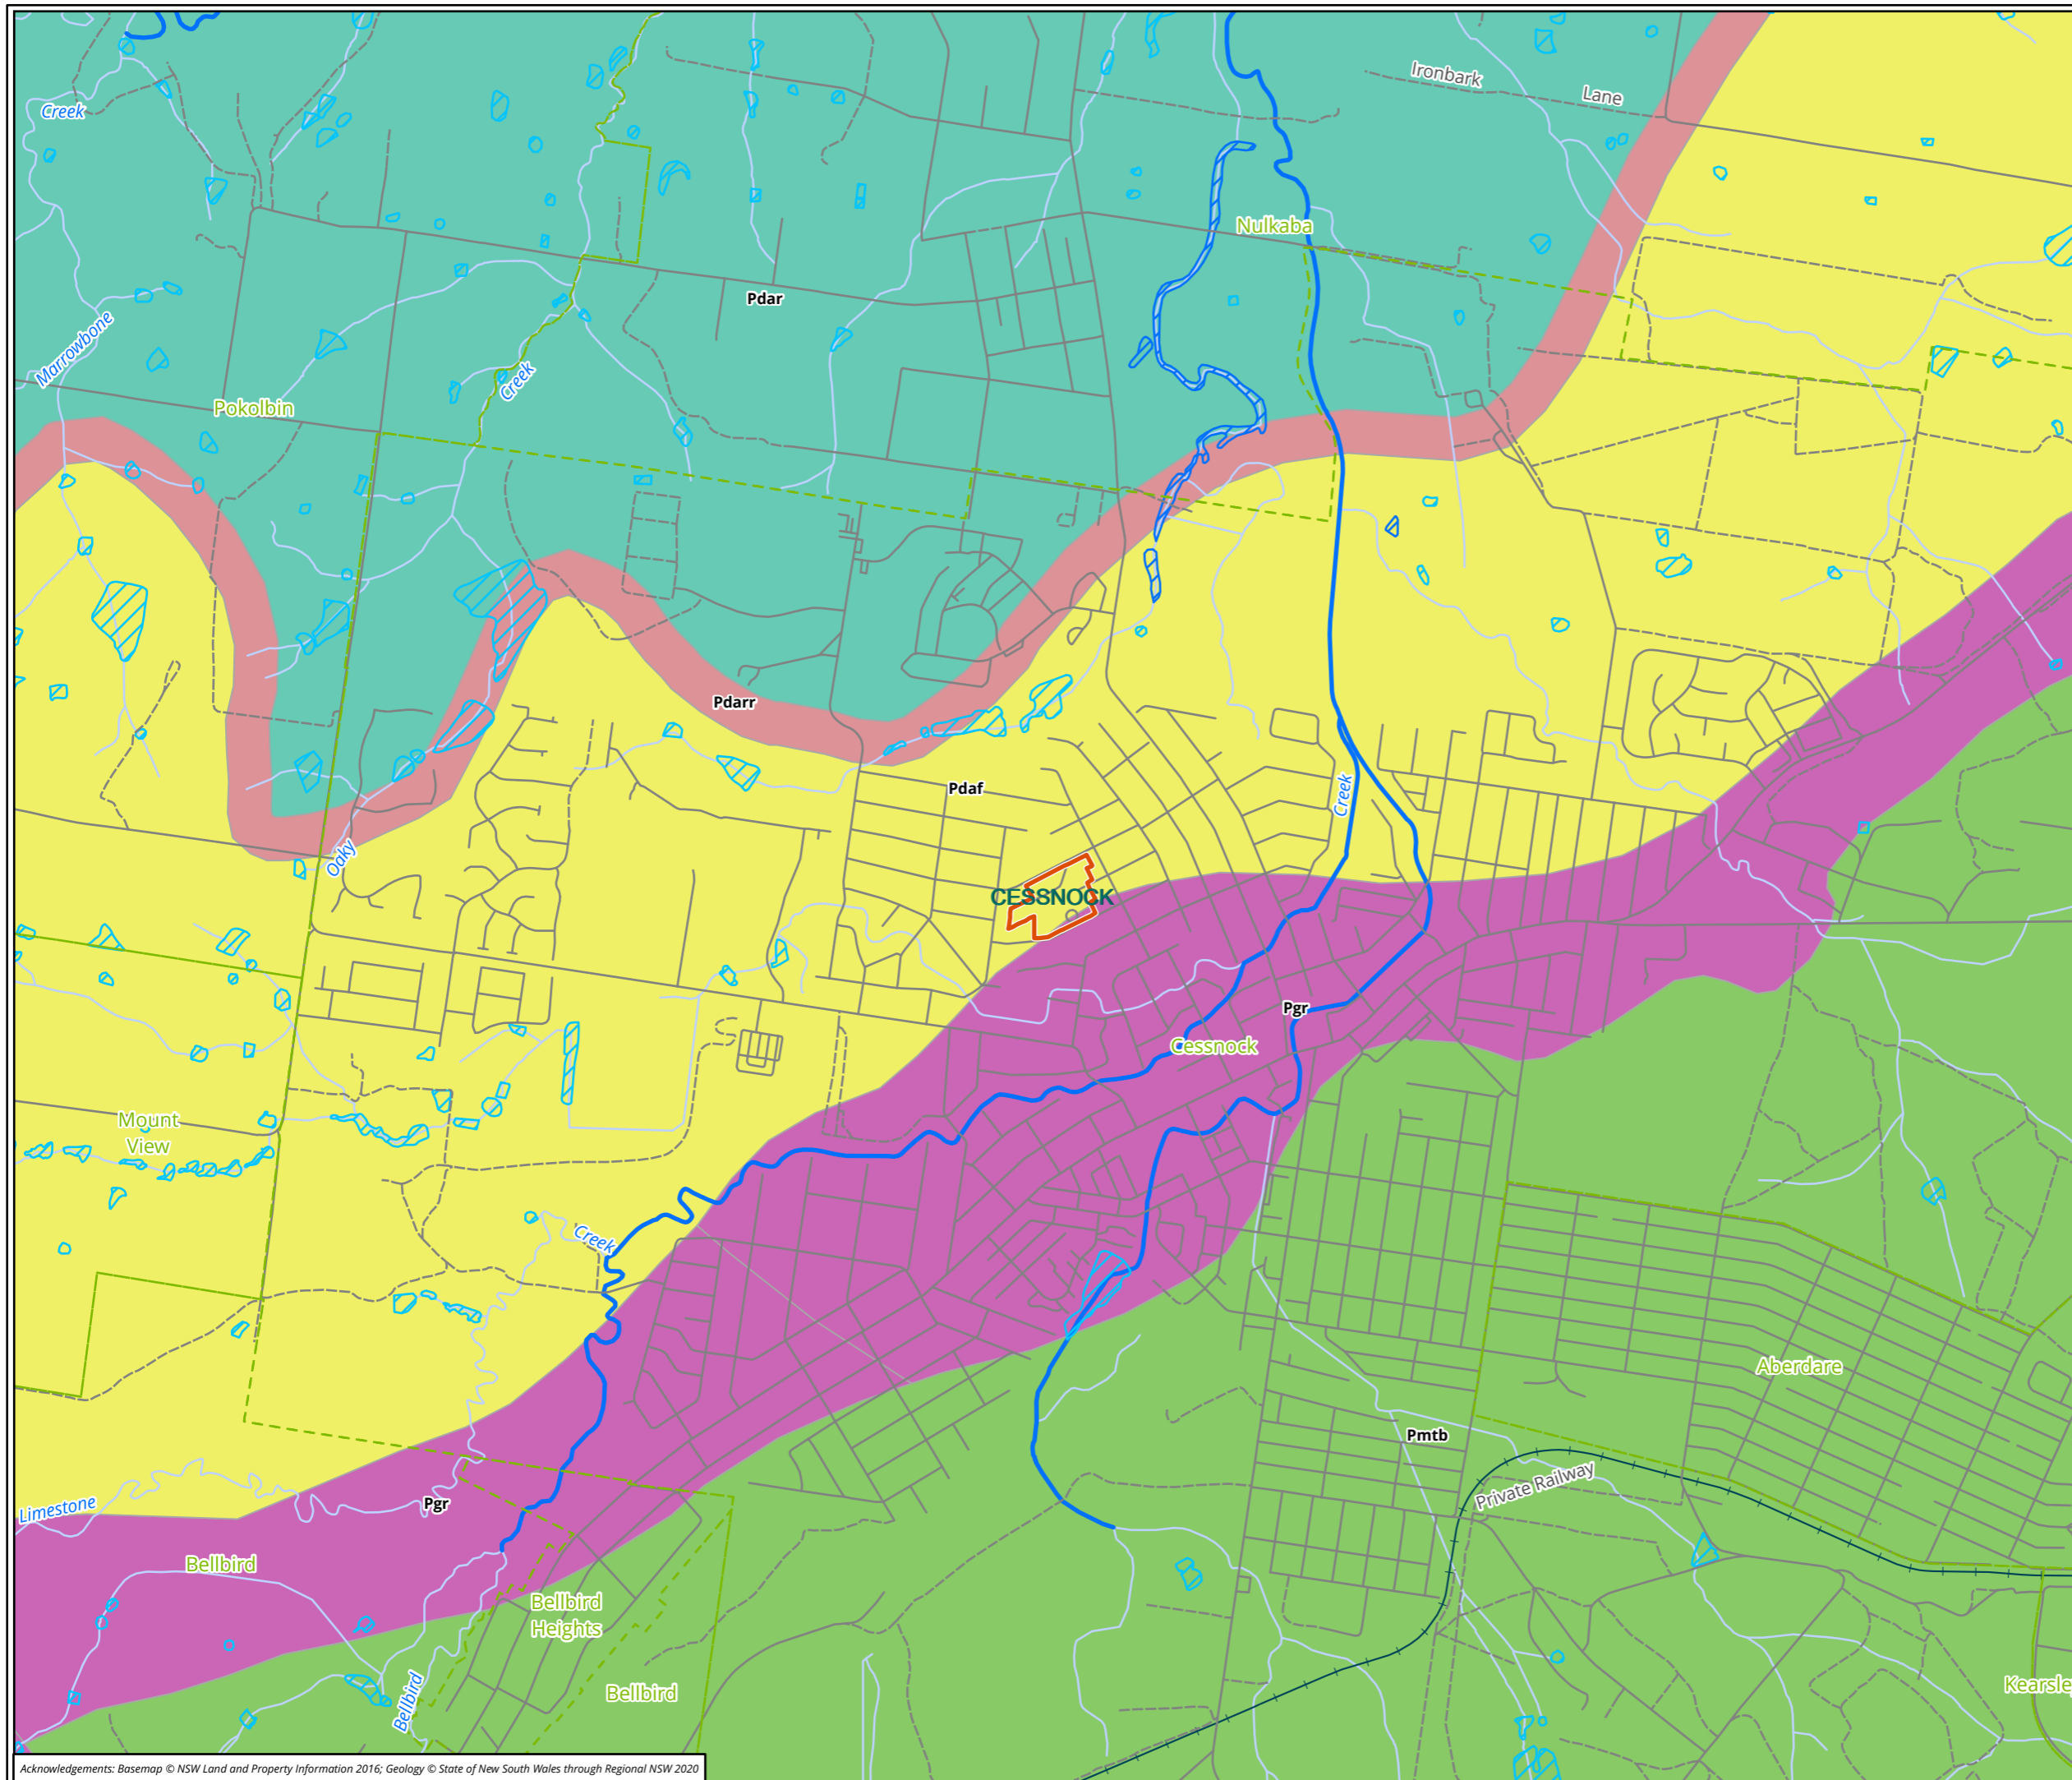 Ironbark
Lane
Creek
Nulkaba
Pdar
Marrowbone
Creek
Pokolbin
Pdarr
Pdaf
Creek
Oaky
CESSNOCK
Pgr
Cessnock
Mount
View
Creek
Aberdare
Pmtb
Private Railway
Limestone
Pgr
Bellbird
Bellbird
Heights
Bellbird
Bellbird
Kearsle
Acknowledgements: Basemap © NSW Land and Property Information 2016; Geology © State of New South Wales through Regional NSW 2020